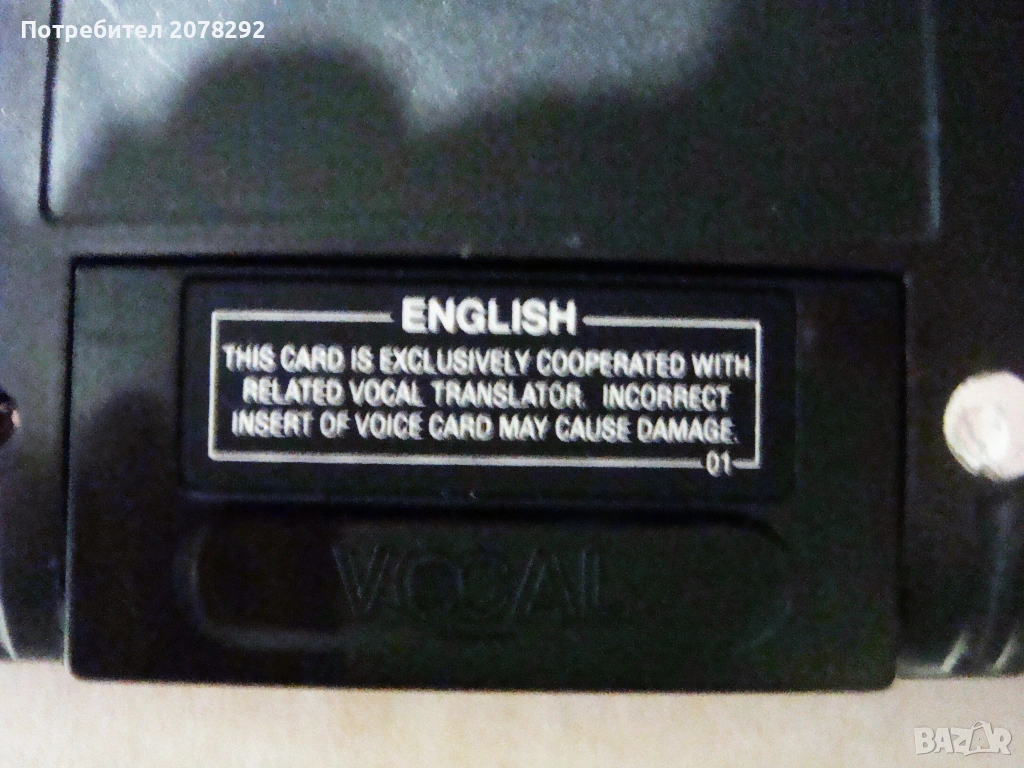 Потребител 2078292
ENGLISH
THIS CARD IS EXCLUSIVELY COOPERATED WITH
RELATED VOCAL TRANSLATOR. INCORRECT
INSERT OF VOICE CARD MAY CAUSE DAMAGE.
01
VOCAL
BAZAR